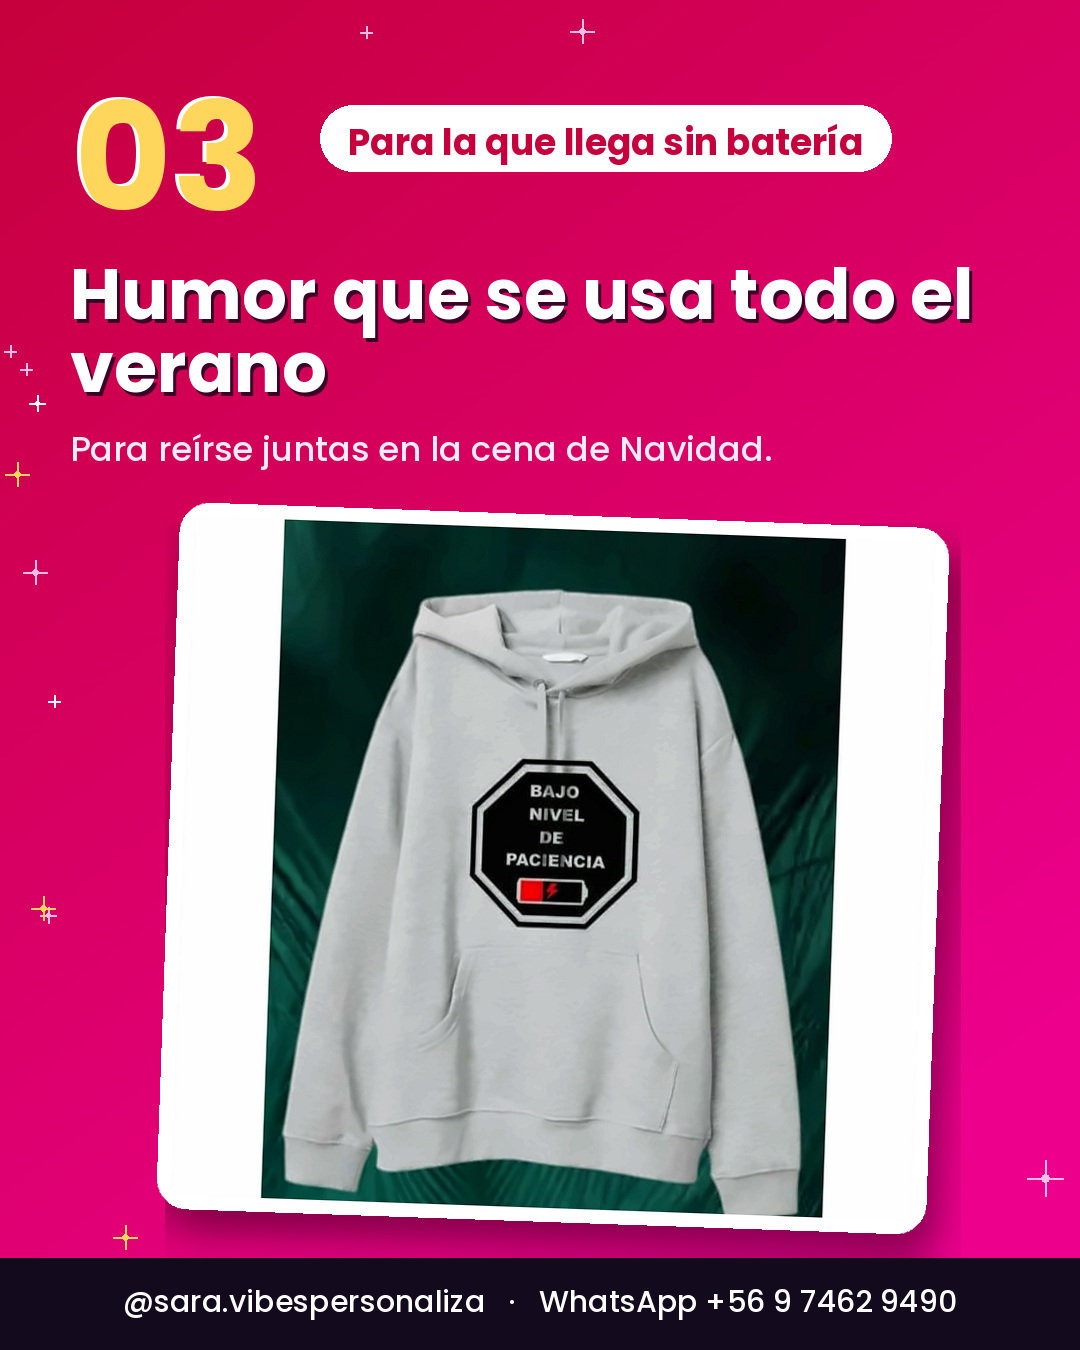 03
Para la que llega sin batería
Humor que se usa todo el
verano
Para reírse juntas en la cena de Navidad.
BAJO
NIVEL
DE
PACIENCIA
@sara.vibespersonaliza · WhatsApp +56 9 7462 9490